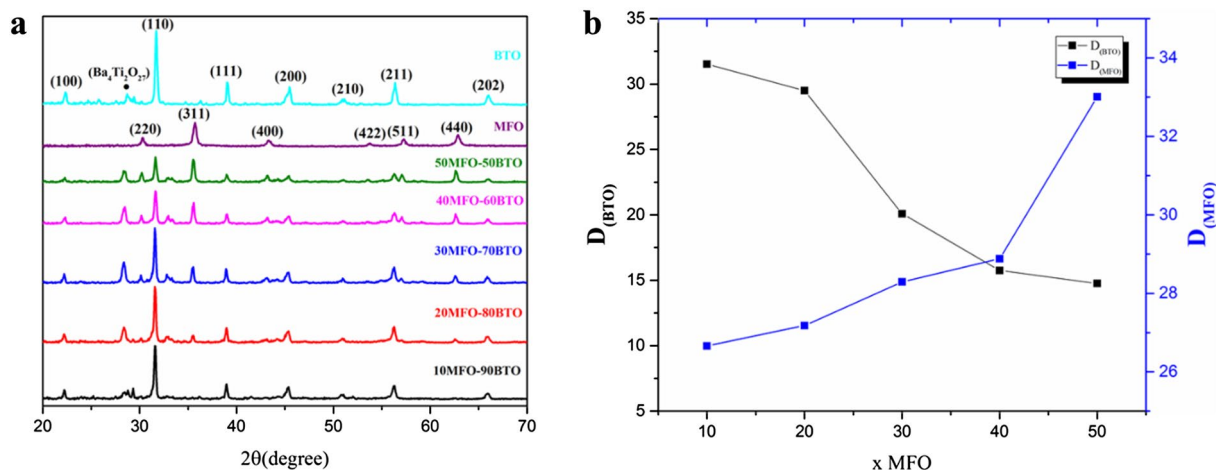 a
(100)
(Ba4Ti2O27)
(110)
(111)
(200)
(210)
(211)
(202)
BTO
(220)
(311)
(400)
(422)
(511)
(440)
MFO
50MFO-50BTO
40MFO-60BTO
30MFO-70BTO
20MFO-80BTO
10MFO-90BTO
20 30 40 50 60 70
2θ(degree)
b
35
30
25
20
15
10
5
D(BTO)
D(BTO)
D(MFO)
34
32
30
28
26
D(MFO)
10 20 30 40 50
x MFO